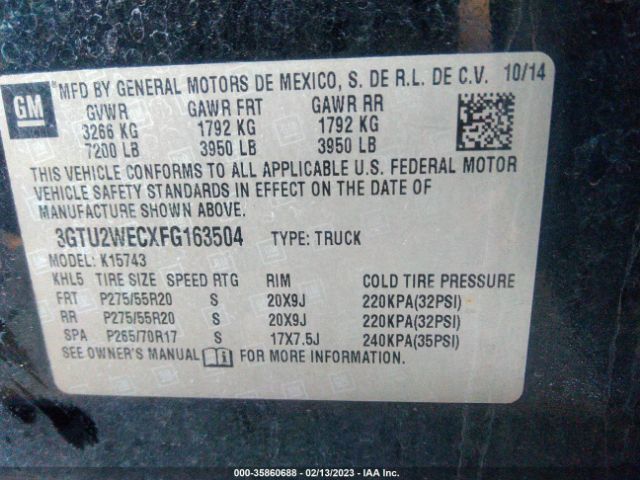 GM MFD BY GENERAL MOTORS DE MEXICO, S. DE R.L. DE C.V. 10/14
GVWR GAWR FRT GAWR RR
3266 KG 1792 KG 1792 KG
7200 LB 3950 LB 3950 LB
THIS VEHICLE CONFORMS TO ALL APPLICABLE U.S. FEDERAL MOTOR
VEHICLE SAFETY STANDARDS IN EFFECT ON THE DATE OF
MANUFACTURE SHOWN ABOVE.
3GTU2WECXFG163504 TYPE: TRUCK
MODEL: K15743
KHL5 TIRE SIZE SPEED RTG RIM COLD TIRE PRESSURE
FRT P275/55R20 S 20X9J 220KPA(32PSI)
RR P275/55R20 S 20X9J 220KPA(32PSI)
SPA P265/70R17 S 17X7.5J 240KPA(35PSI)
SEE OWNER'S MANUAL FOR MORE INFORMATION.
000-35860688 - 02/13/2023 - IAA Inc.